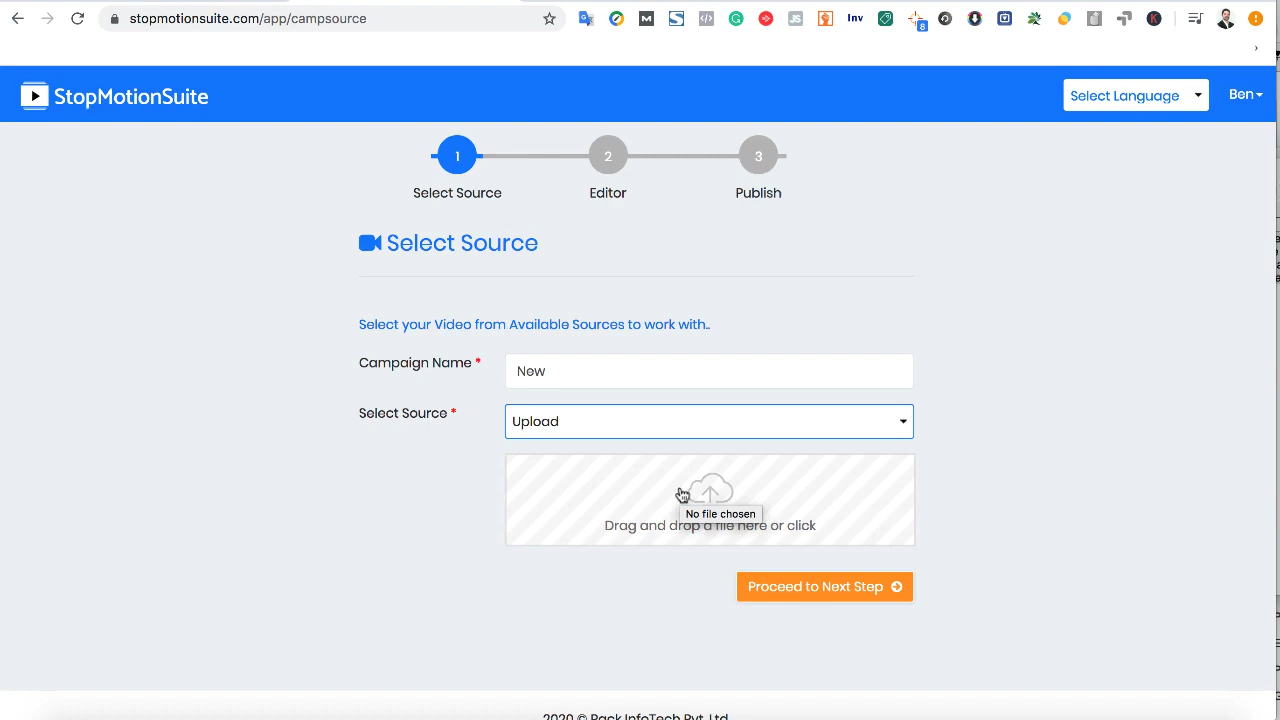 stopmotionsuite.com/app/campsource
Inv
8
StopMotionSuite
Select Language
Ben
1
2
3
Select Source
Editor
Publish
Select Source
Select your Video from Available Sources to work with..
Campaign Name *
New
Select Source *
Upload
No file chosen
Drag and drop a file here or click
Proceed to Next Step
2020 © Pack InfoTech Pvt. Ltd